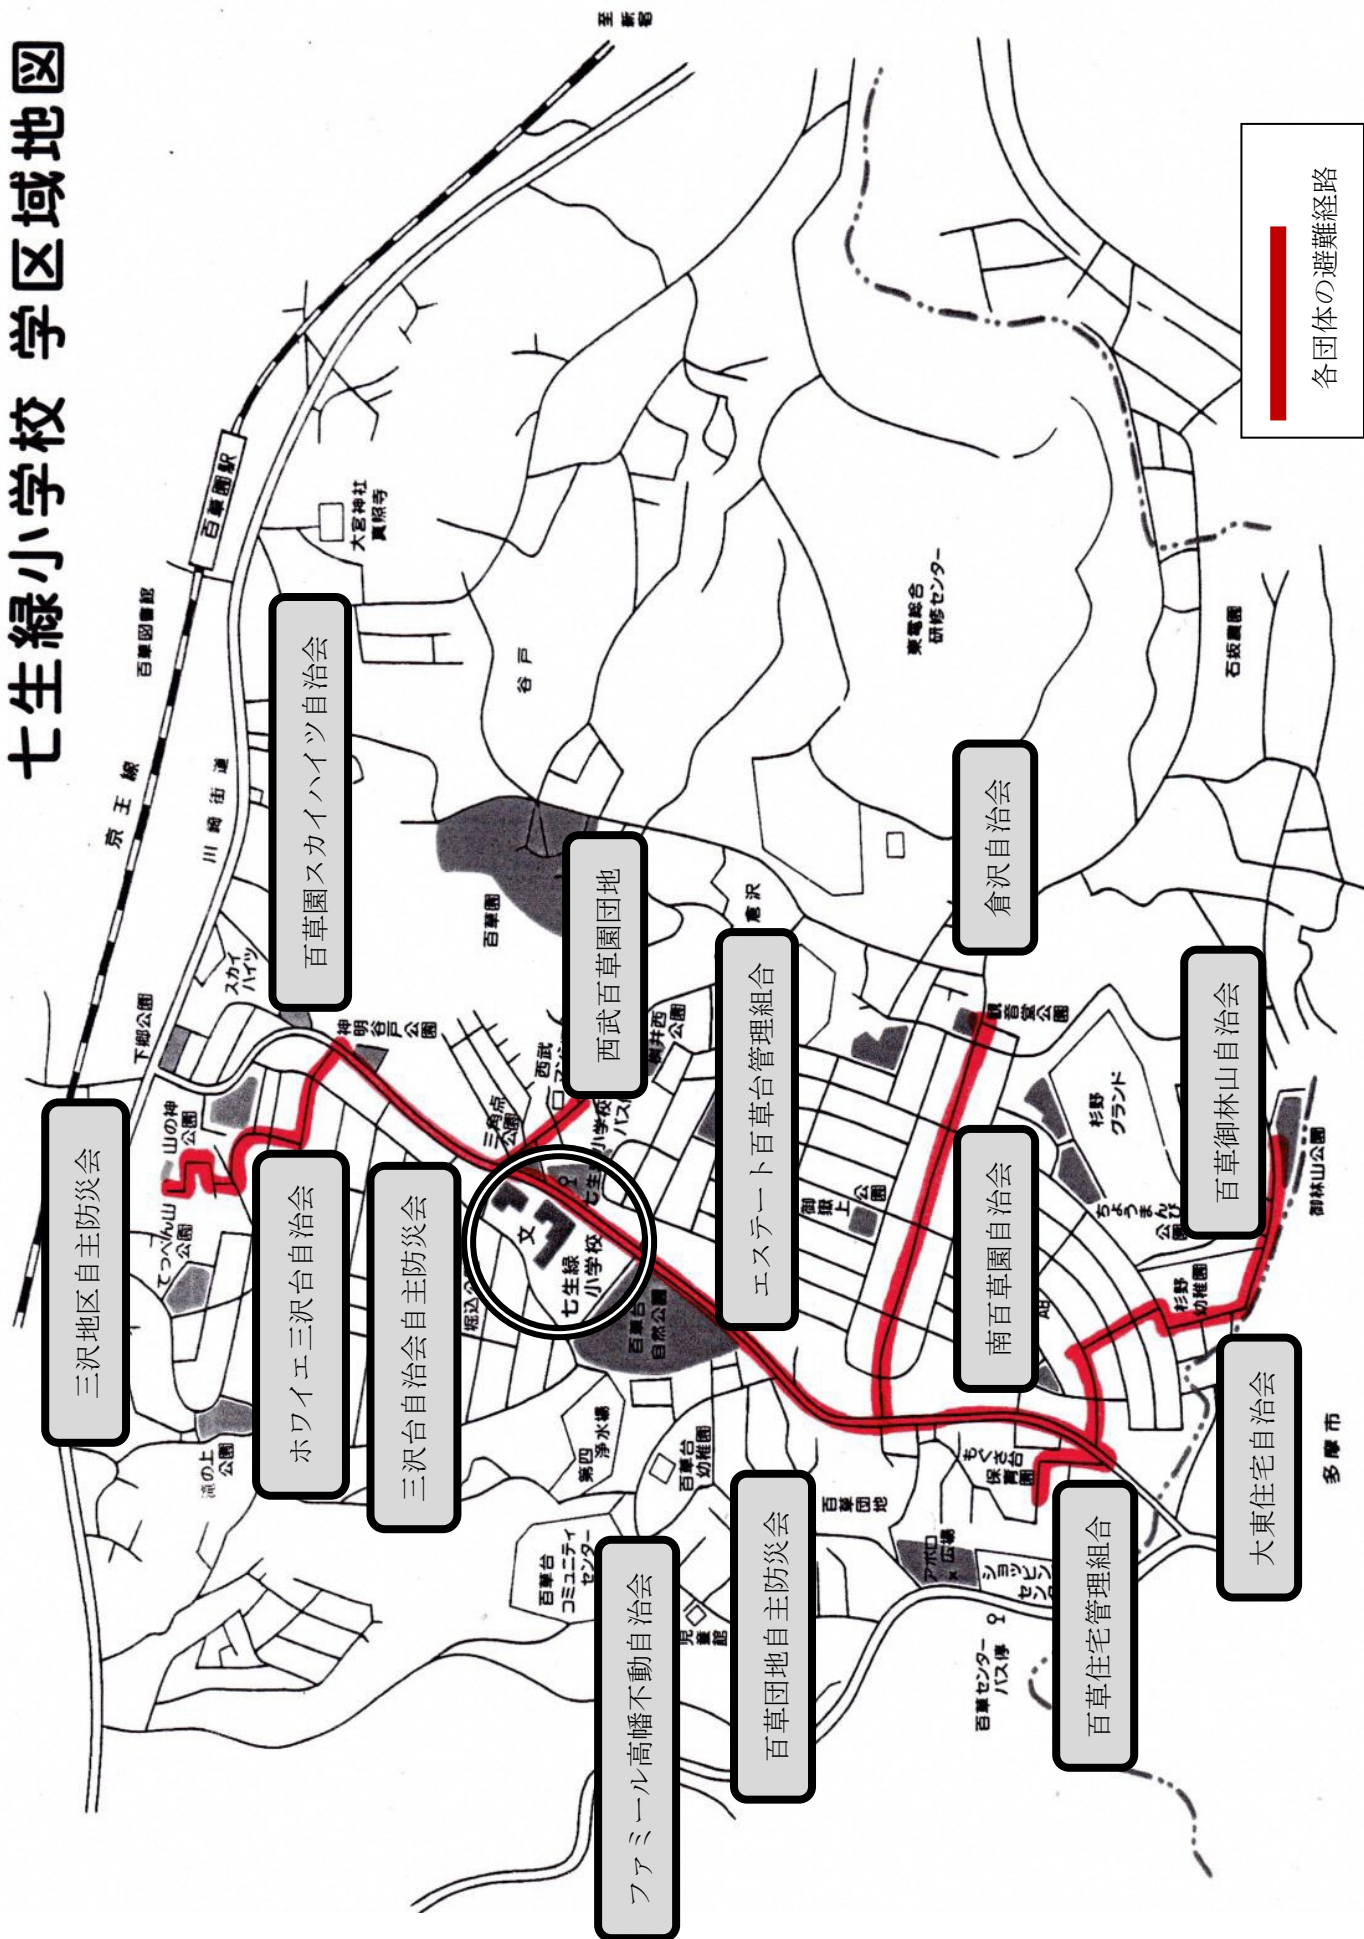 七生緑小学校 学区域地図
至新宿
百草園駅
京王線
百草図書館
川崎街道
大宮神社
真照寺
谷戸
百草園スカイハイツ自治会
スカイ
ハイツ
下郷公園
神明谷戸公園
百草園
西武百草園団地
倉沢
東電総合
研修センター
石坂農園
倉沢自治会
各団体の避難経路
三沢地区自主防災会
山の神
公園
てっぺん山
公園
滝の上
公園
ホワイエ三沢台自治会
三沢台自治会自主防災会
三角点
公園
西武
七生緑
小学校
文
百草台
自然公園
エステート百草台管理組合
御嶽上
公園
観音堂公園
杉野
グランド
南百草園自治会
百草御林山自治会
ちょうまんぴ
公園
御林山公園
杉野
幼稚園
第四
浄水場
百草台
幼稚園
百草台
コミュニティ
センター
児童館
ファミール高幡不動自治会
百草団地自主防災会
百草団地
もぐさ台
保育園
アポロ
広場
百草センター
バス停
百草住宅管理組合
大東住宅自治会
多摩市